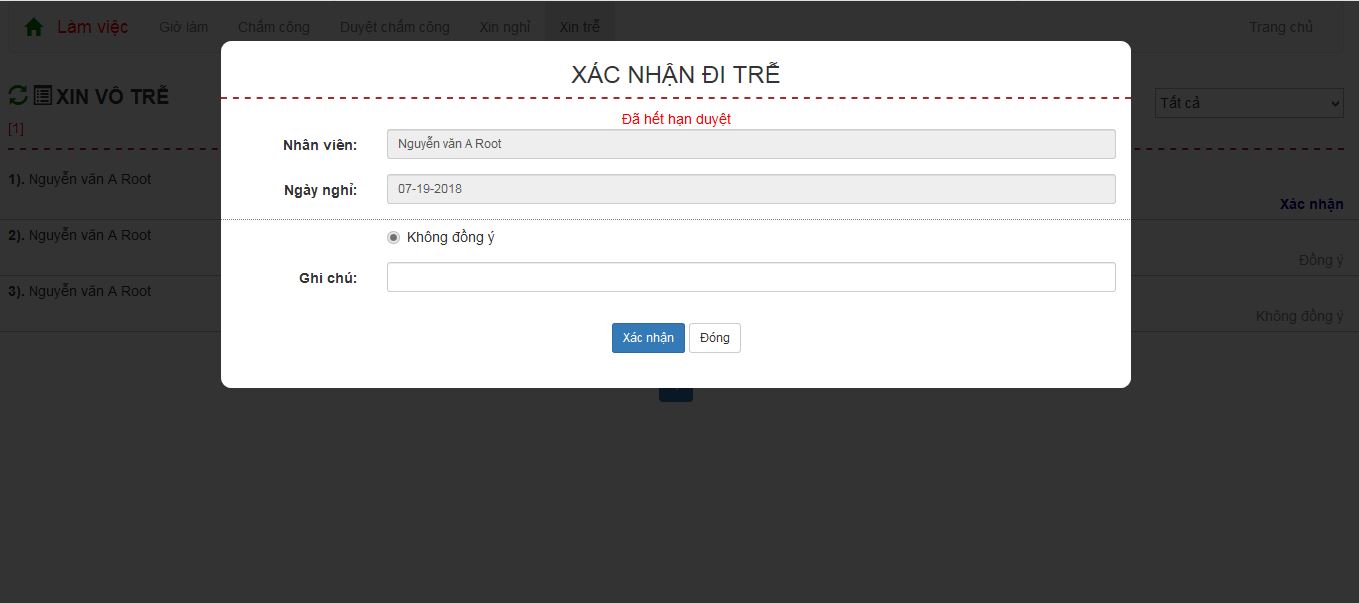 Làm việc Giờ làm Chấm công Duyệt chấm công Xin nghỉ Xin trễ Trang chủ
XÁC NHẬN ĐI TRỄ
XIN VÔ TRỄ
Tất cả
[1]
Đã hết hạn duyệt
Nhân viên: Nguyễn văn A Root
1). Nguyễn văn A Root
Ngày nghỉ: 07-19-2018
Xác nhận
2). Nguyễn văn A Root
Không đồng ý
Đồng ý
Ghi chú:
3). Nguyễn văn A Root
Không đồng ý
Xác nhận Đóng